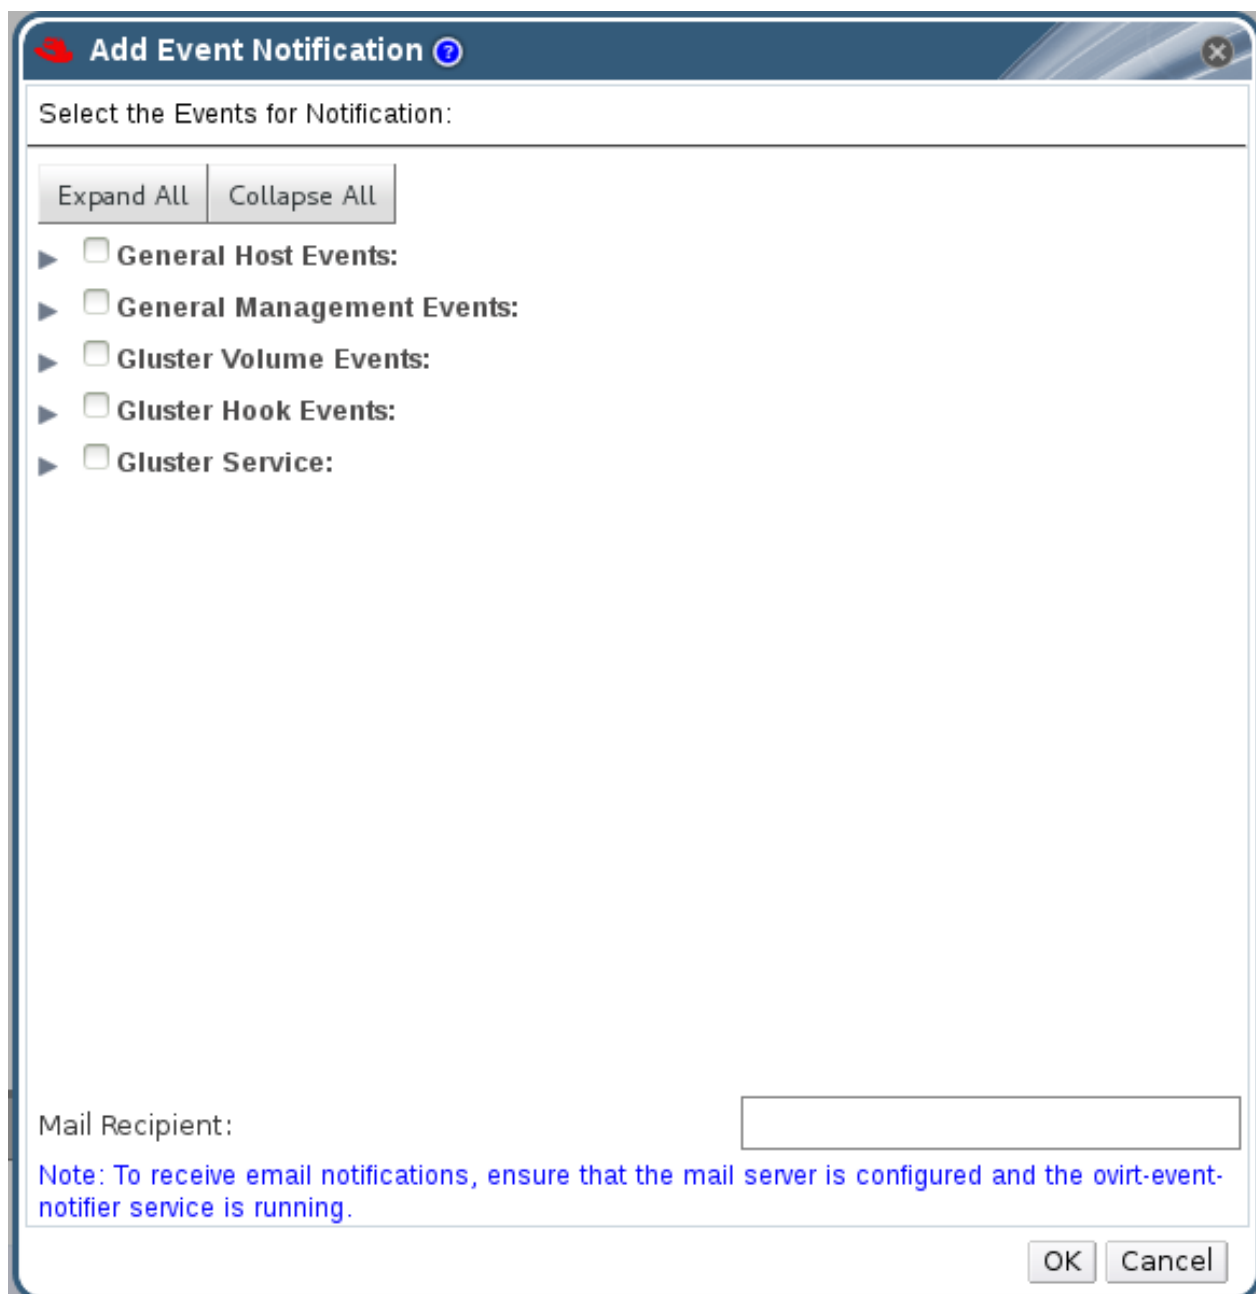 Add Event Notification ?
Select the Events for Notification:
Expand All Collapse All
General Host Events:
General Management Events:
Gluster Volume Events:
Gluster Hook Events:
Gluster Service:
Mail Recipient:
Note: To receive email notifications, ensure that the mail server is configured and the ovirt-event-
notifier service is running.
OK Cancel